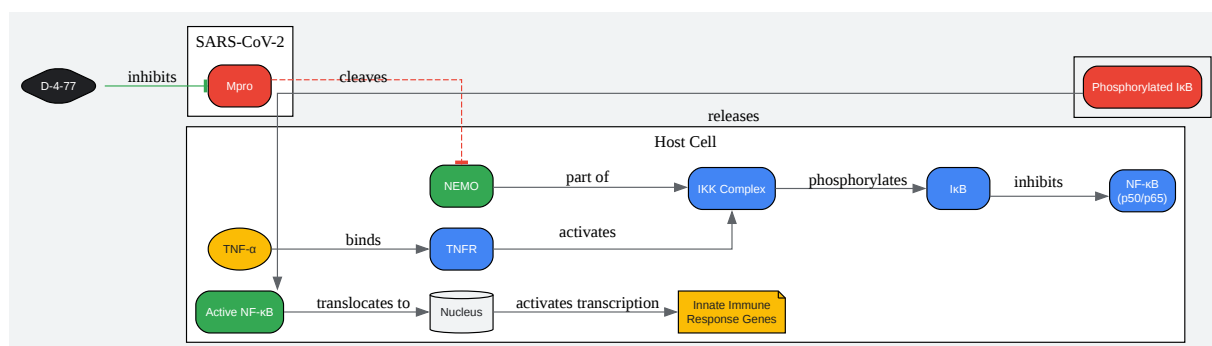 SARS-CoV-2
D-4-77
inhibits
Mpro
cleaves
Phosphorylated IκB
releases
Host Cell
NEMO
part of
IKK Complex
phosphorylates
IκB
inhibits
NF-κB
(p50/p65)
TNF-α
binds
TNFR
activates
Active NF-κB
translocates to
Nucleus
activates transcription
Innate Immune
Response Genes